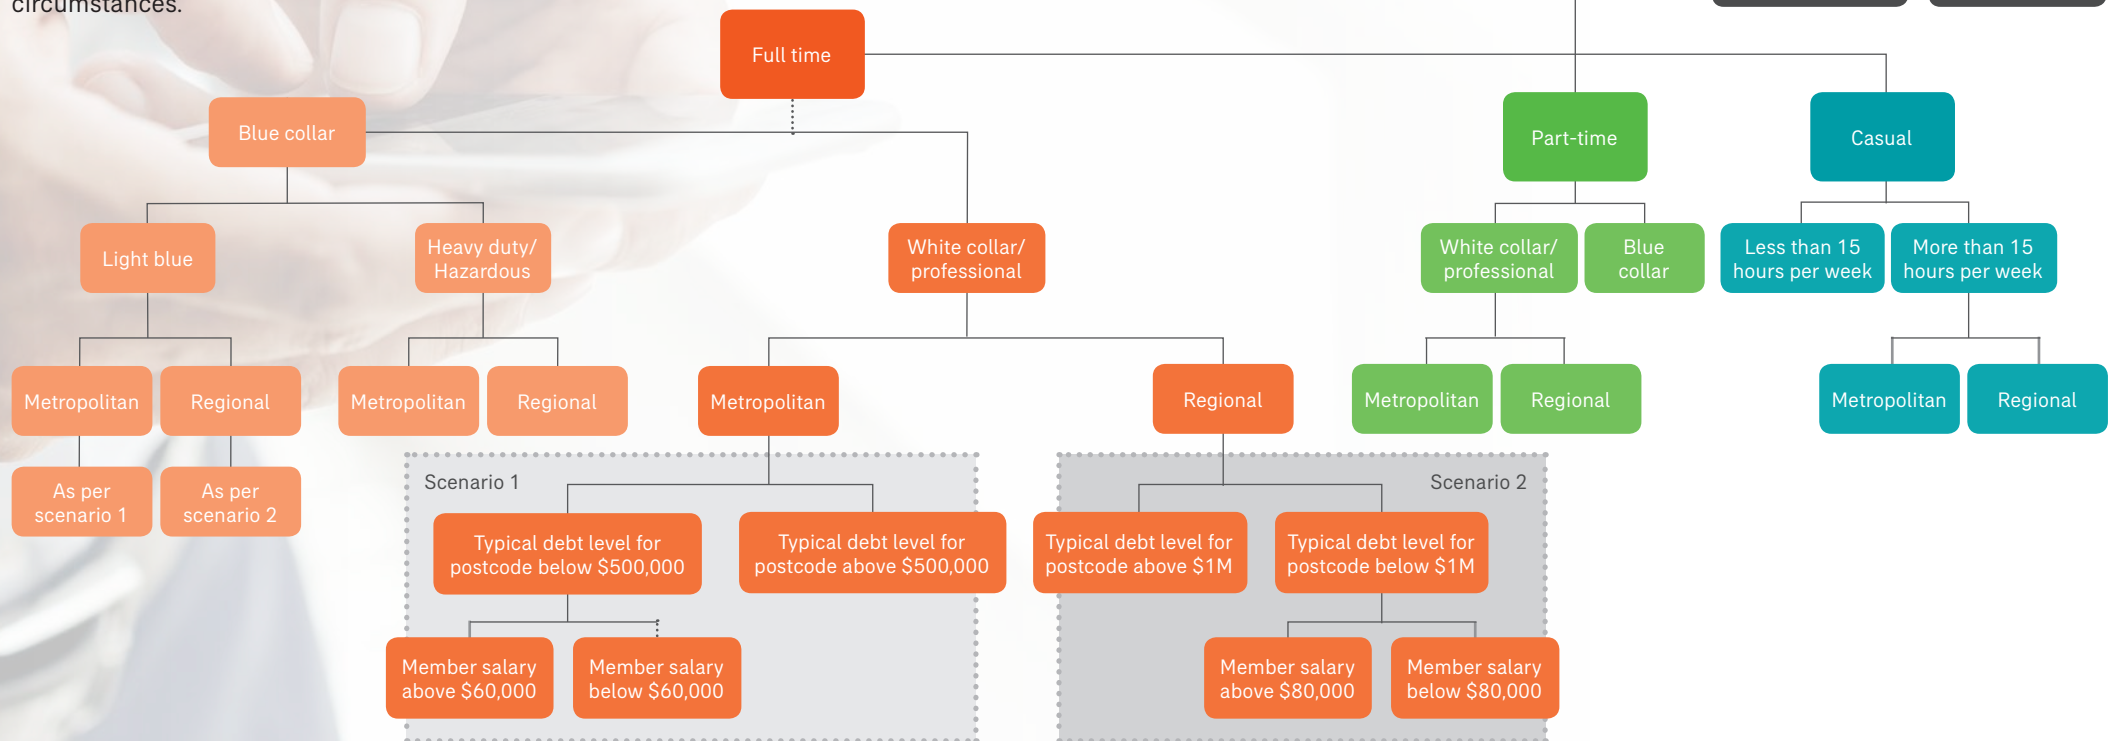 circumstances.
Full time
Blue collar
Part-time
Casual
Light blue
Heavy duty/
Hazardous
White collar/
professional
White collar/
professional
Blue
collar
Less than 15
hours per week
More than 15
hours per week
Metropolitan
Regional
Metropolitan
Regional
Metropolitan
Regional
Metropolitan
Regional
Metropolitan
Regional
As per
scenario 1
As per
scenario 2
Scenario 1
Typical debt level for
postcode below $500,000
Typical debt level for
postcode above $500,000
Member salary
above $60,000
Member salary
below $60,000
Scenario 2
Typical debt level for
postcode above $1M
Typical debt level for
postcode below $1M
Member salary
above $80,000
Member salary
below $80,000